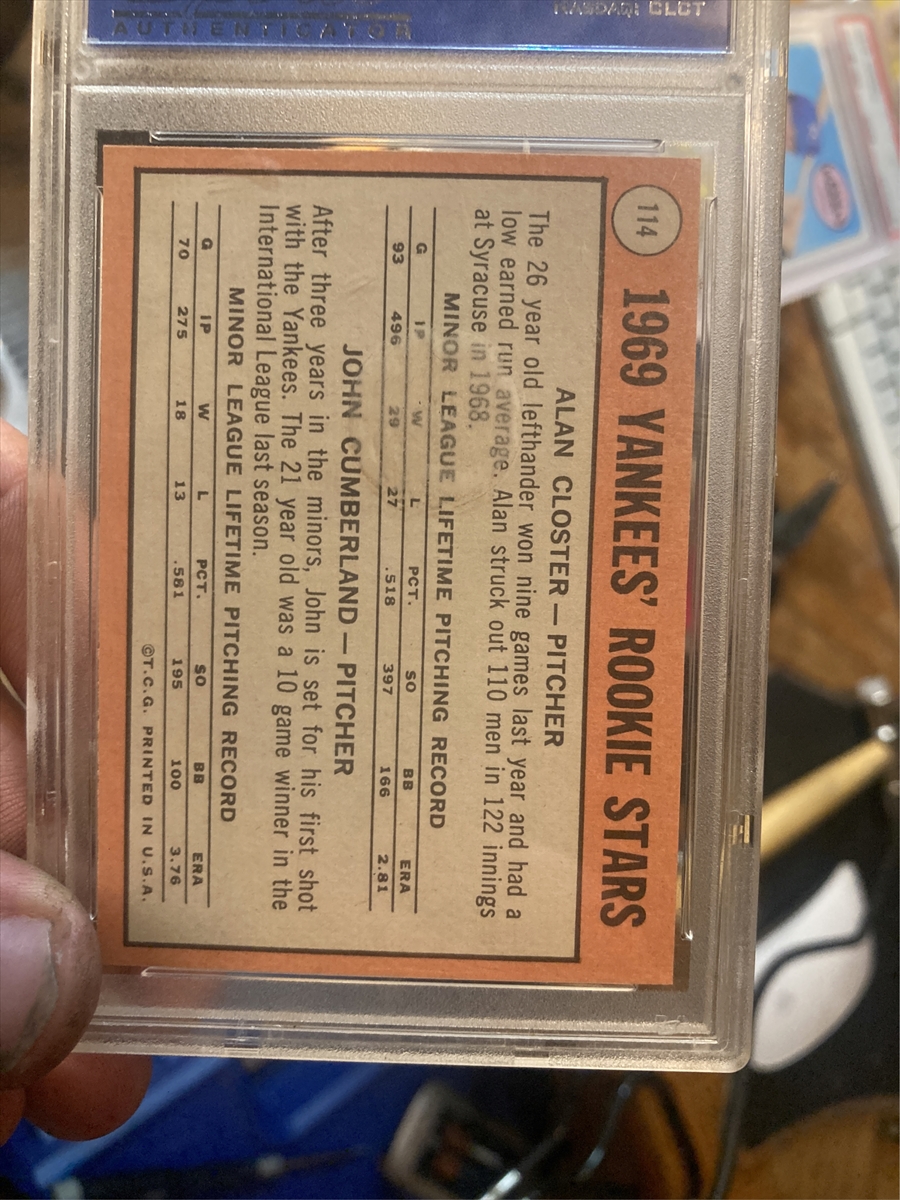 AUTHENTICATOR
NASDAQ: CLCT
114
1969 YANKEES' ROOKIE STARS
ALAN CLOSTER — PITCHER
The 26 year old lefthander won nine games last year and had a
low earned run average. Alan struck out 110 men in 122 innings
at Syracuse in 1968.
MINOR LEAGUE LIFETIME PITCHING RECORD
G IP W L PCT. SO BB ERA
93 496 29 27 .518 397 166 2.81
JOHN CUMBERLAND — PITCHER
After three years in the minors, John is set for his first shot
with the Yankees. The 21 year old was a 10 game winner in the
International League last season.
MINOR LEAGUE LIFETIME PITCHING RECORD
G IP W L PCT. SO BB ERA
70 275 18 13 .581 195 100 3.76
©T.C.G. PRINTED IN U.S.A.